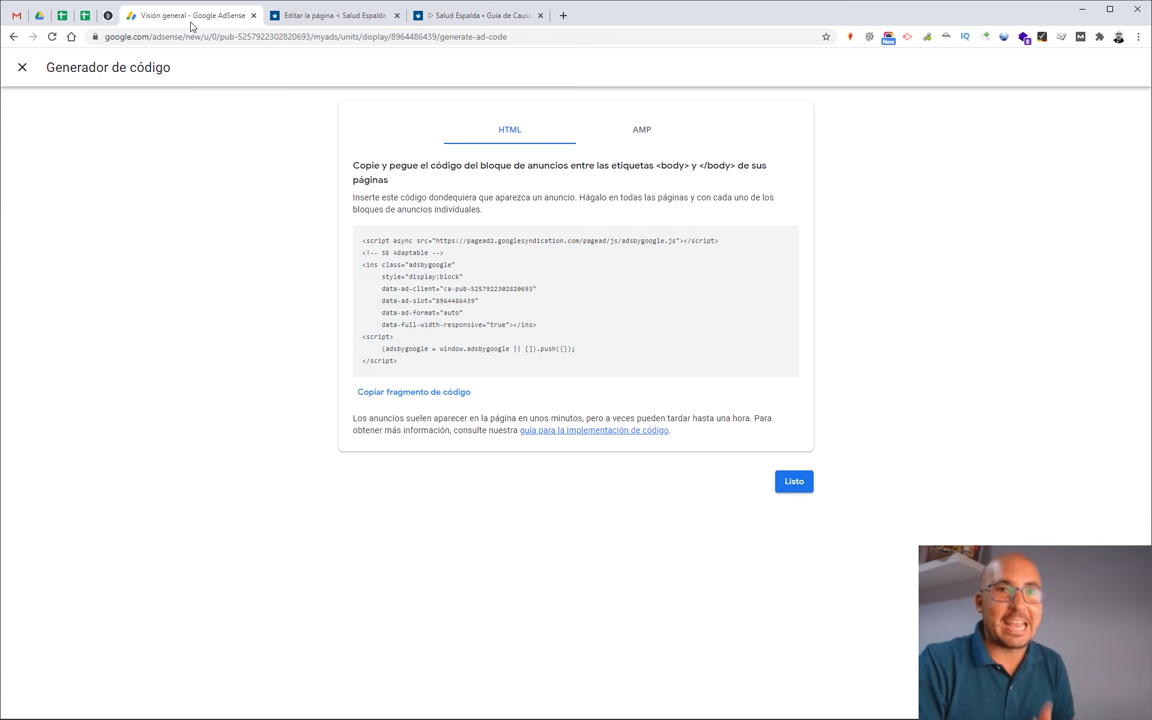 Visión general - Google AdSense
Editar la página < Salud Espalda
▷ Salud Espalda • Guía de Causa
google.com/adsense/new/u/0/pub-5257922302820693/myads/units/display/8964486439/generate-ad-code
IQ
New
8
Generador de código
HTML
AMP
Copie y pegue el código del bloque de anuncios entre las etiquetas <body> y </body> de sus
páginas
Inserte este código dondequiera que aparezca un anuncio. Hágalo en todas las páginas y con cada uno de los
bloques de anuncios individuales.
<script async src="https://pagead2.googlesyndication.com/pagead/js/adsbygoogle.js"></script>
<!-- SE Adaptable -->
<ins class="adsbygoogle"
style="display:block"
data-ad-client="ca-pub-5257922302820693"
data-ad-slot="8964486439"
data-ad-format="auto"
data-full-width-responsive="true"></ins>
<script>
(adsbygoogle = window.adsbygoogle || []).push({});
</script>
Copiar fragmento de código
Los anuncios suelen aparecer en la página en unos minutos, pero a veces pueden tardar hasta una hora. Para
obtener más información, consulte nuestra guía para la implementación de código.
Listo